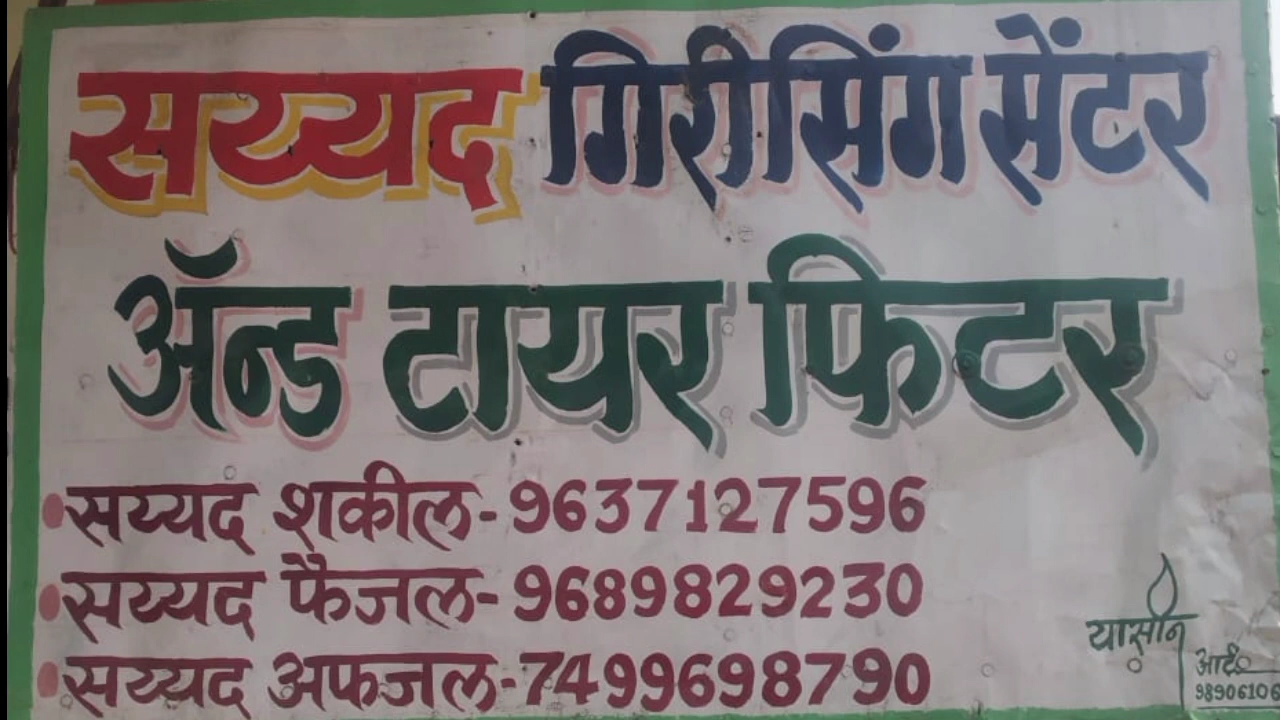 सय्यद गिरीसिंग सेंटर
ॲन्ड टायर फिटर
• सय्यद शकील - 9637127596
• सय्यद फैजल - 9689829230
• सय्यद अफजल - 7499698790
यासीन
आर्ट
98906106